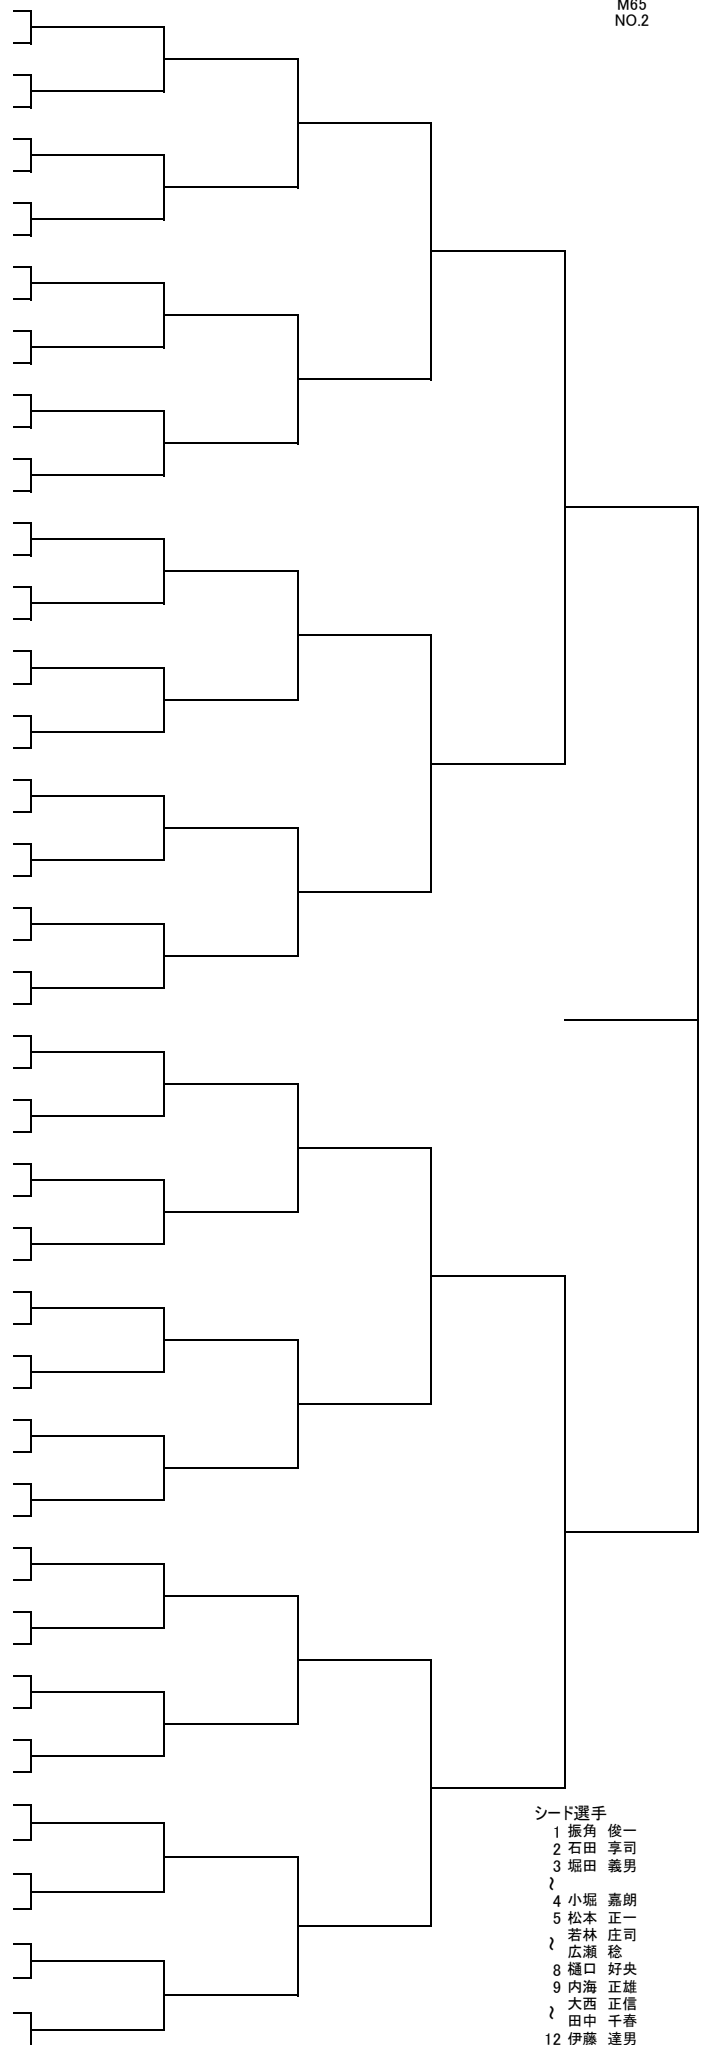 M65
NO.2
シード選手
1 振角 俊一
2 石田 享司
3 堀田 義男
～
4 小堀 嘉朗
5 松本 正一
若林 庄司
～ 広瀬 稔
8 樋口 好央
9 内海 正雄
大西 正信
～ 田中 千春
12 伊藤 達男